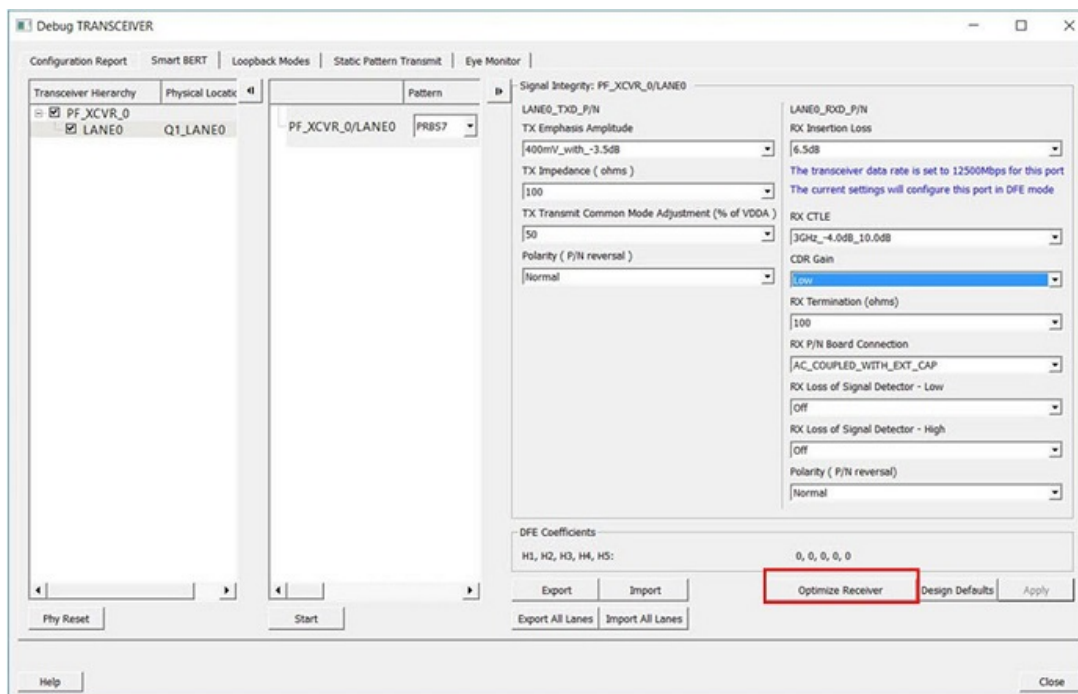 Debug TRANSCEIVER
Configuration Report
Smart BERT
Loopback Modes
Static Pattern Transmit
Eye Monitor
Transceiver Hierarchy
Physical Locatic
PF_XCVR_0
LANE0
Q1_LANE0
Phy Reset
Pattern
PF_XCVR_0/LANE0
PRBS7
Start
Signal Integrity: PF_XCVR_0/LANE0
LANE0_TXD_P/N
TX Emphasis Amplitude
400mV_with_-3.5dB
TX Impedance ( ohms )
100
TX Transmit Common Mode Adjustment (% of VDDA )
50
Polarity ( P/N reversal )
Normal
LANE0_RXD_P/N
RX Insertion Loss
6.5dB
The transceiver data rate is set to 12500Mbps for this port
The current settings will configure this port in DFE mode
RX CTLE
3GHz_-4.0dB_10.0dB
CDR Gain
Low
RX Termination (ohms)
100
RX P/N Board Connection
AC_COUPLED_WITH_EXT_CAP
RX Loss of Signal Detector - Low
Off
RX Loss of Signal Detector - High
Off
Polarity ( P/N reversal)
Normal
DFE Coefficients
H1, H2, H3, H4, H5:
0, 0, 0, 0, 0
Export
Import
Optimize Receiver
Design Defaults
Apply
Export All Lanes
Import All Lanes
Help
Close